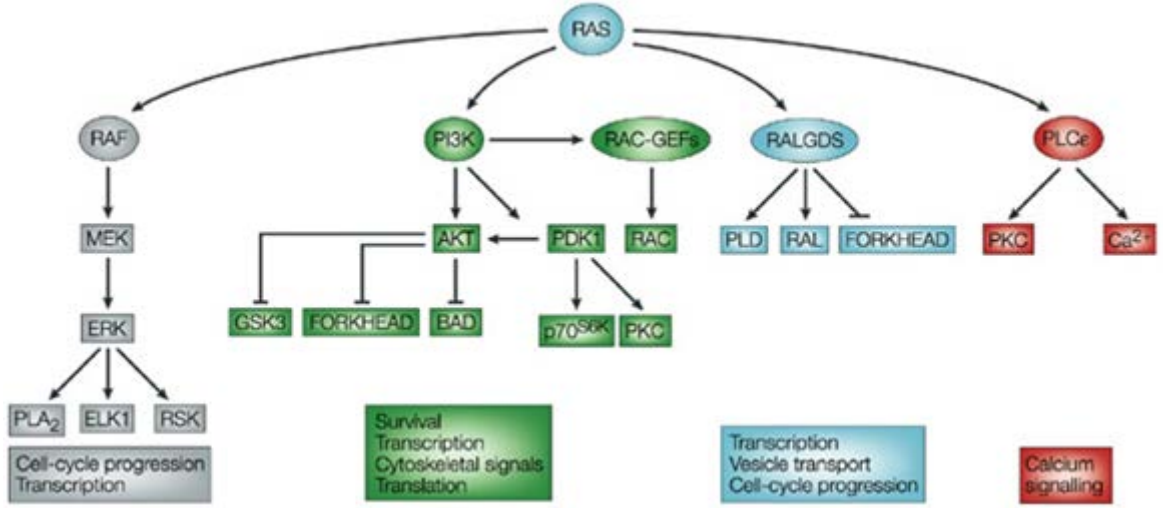 RAS
RAF
PI3K
RAC-GEFs
RALGDS
PLCε
MEK
AKT
PDK1
RAC
PLD
RAL
FORKHEAD
PKC
Ca²⁺
ERK
GSK3
FORKHEAD
BAD
p70ˢ⁶ᴷ
PKC
PLA₂
ELK1
RSK
Cell-cycle progression
Transcription
Survival
Transcription
Cytoskeletal signals
Translation
Transcription
Vesicle transport
Cell-cycle progression
Calcium
signalling